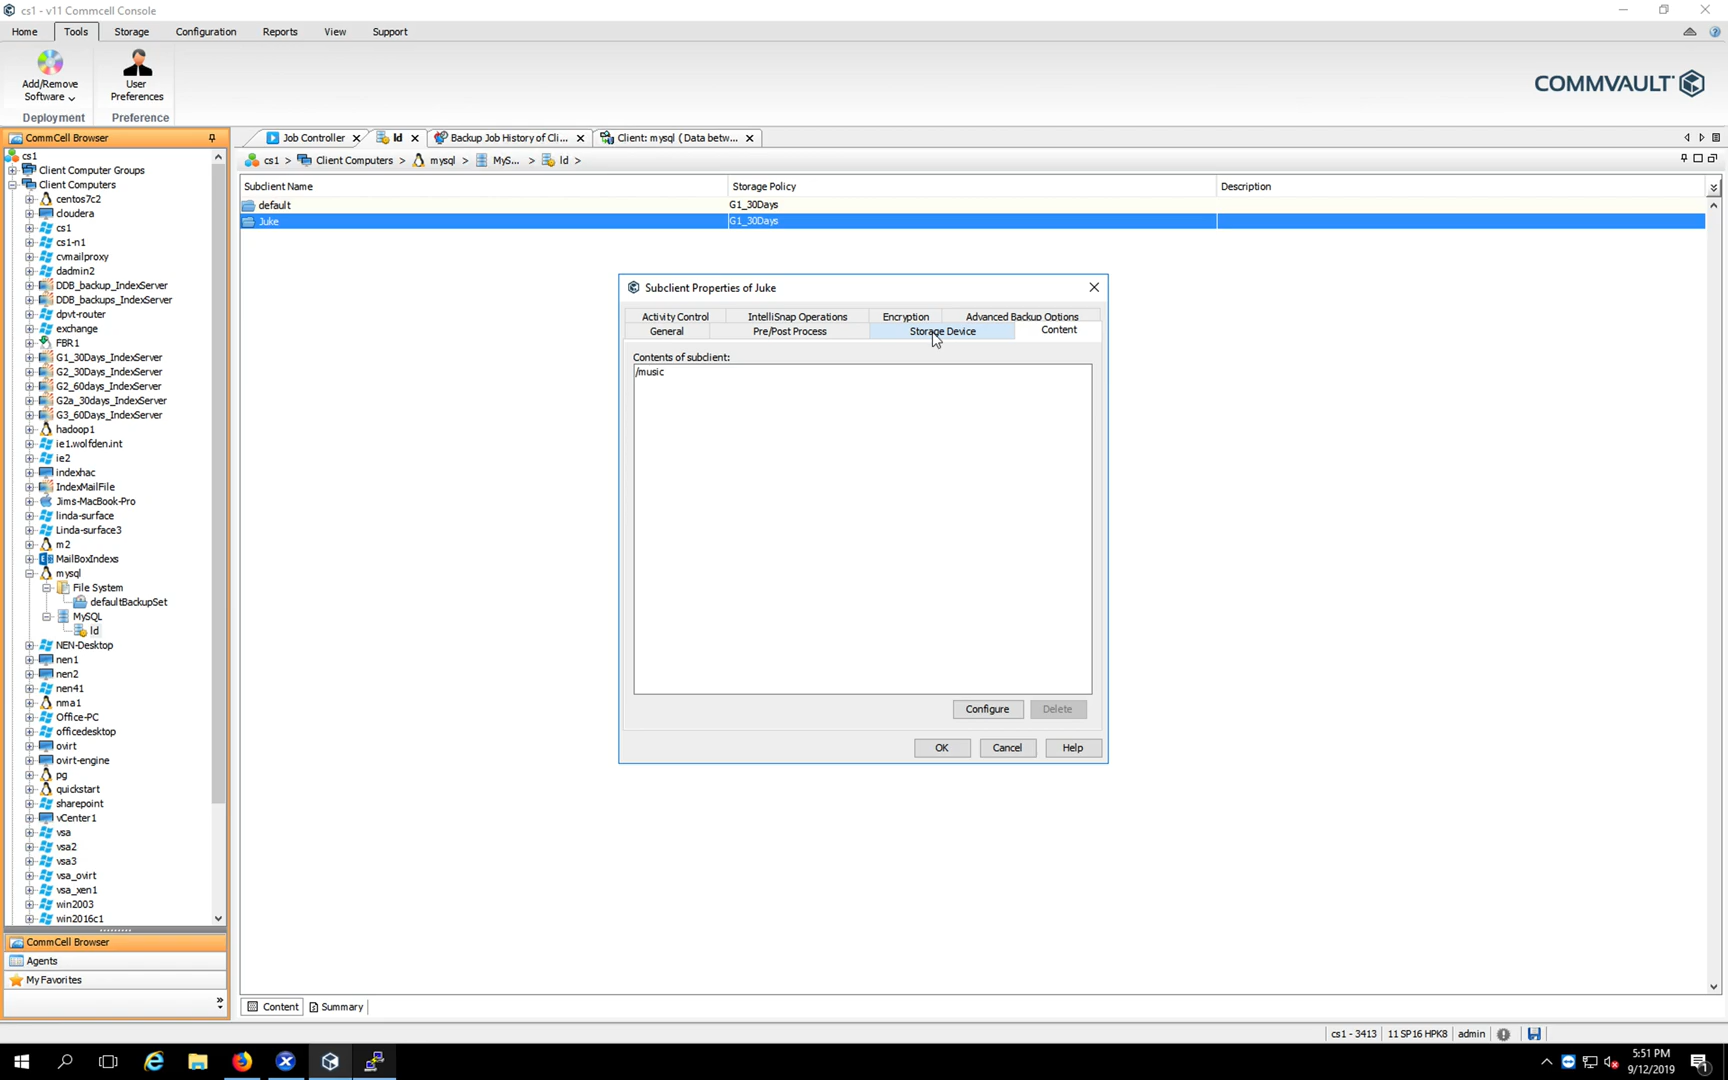 cs1 - v11 Commcell Console
Home Tools Storage Configuration Reports View Support
Add/Remove Software
User Preferences
COMMVAULT
Deployment Preference
CommCell Browser
Job Controller Id Backup Job History of Cli... Client: mysql ( Data betw...
cs1 > Client Computers > mysql > MyS... > Id >
Subclient Name Storage Policy Description
default G1_30Days
Juke G1_30Days
cs1
Client Computer Groups
Client Computers
centos7c2
cloudera
cs1
cs1-n1
cvmailproxy
dadmin2
DDB_backup_IndexServer
DDB_backups_IndexServer
dpvt-router
exchange
FBR1
G1_30Days_IndexServer
G2_30days_IndexServer
G2_60days_IndexServer
G2a_30days_IndexServer
G3_60Days_IndexServer
hadoop1
ie1.wolfden.int
ie2
indexhac
IndexMailFile
Jims-MacBook-Pro
linda-surface
Linda-surface3
m2
MailBoxIndexs
mysql
File System
defaultBackupSet
MySQL
Id
NEN-Desktop
nen1
nen2
nen41
nma1
Office-PC
officedesktop
ovirt
ovirt-engine
pg
quickstart
sharepoint
vCenter1
vsa
vsa2
vsa3
vsa_ovirt
vsa_xen1
win2003
win2016c1
CommCell Browser
Agents
My Favorites
Subclient Properties of Juke
Activity Control IntelliSnap Operations Encryption Advanced Backup Options
General Pre/Post Process Storage Device Content
Contents of subclient:
/music
Configure Delete
OK Cancel Help
Content Summary
cs1 - 3413 11 SP16 HPK8 admin
5:51 PM
9/12/2019
1